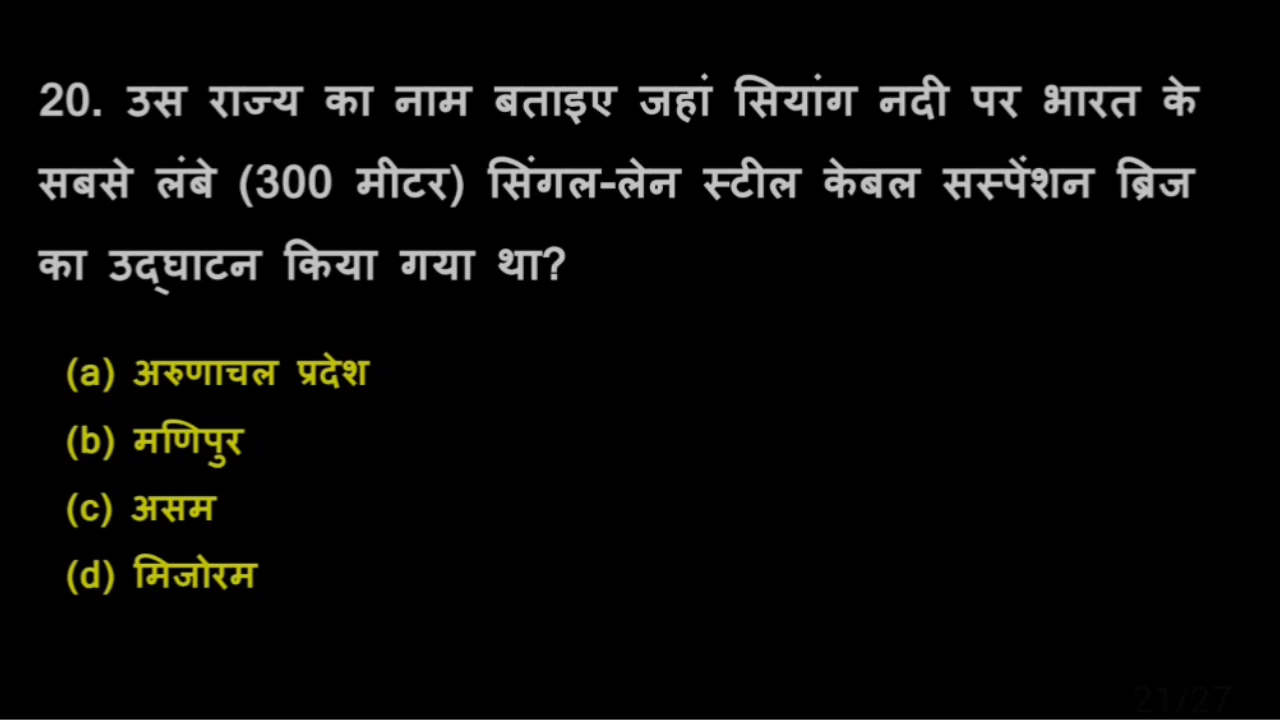 20. उस राज्य का नाम बताइए जहां सियांग नदी पर भारत के
सबसे लंबे (300 मीटर) सिंगल-लेन स्टील केबल सस्पेंशन ब्रिज
का उद्घाटन किया गया था?
(a) अरुणाचल प्रदेश
(b) मणिपुर
(c) असम
(d) मिजोरम
21/27